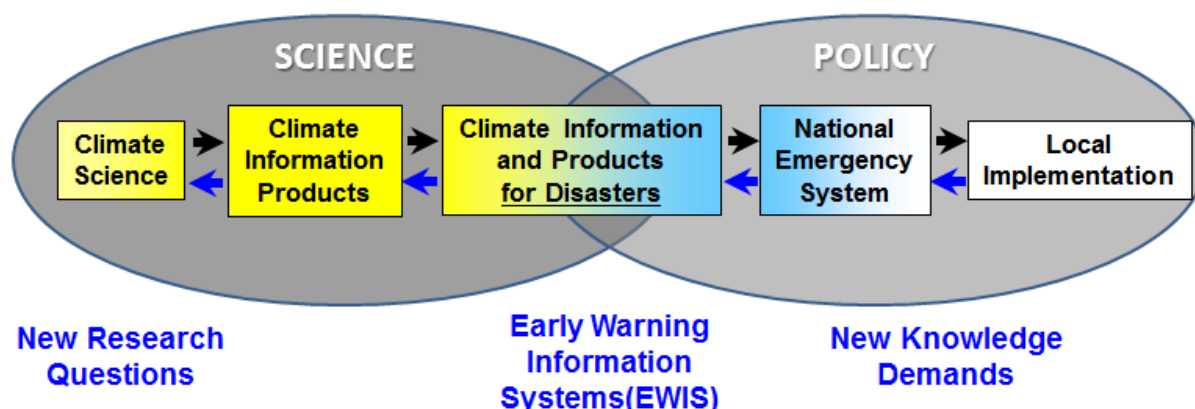 SCIENCE
POLICY
Climate
Science
Climate
Information
Products
Climate Information
and Products
for Disasters
National
Emergency
System
Local
Implementation
New Research
Questions
Early Warning
Information
Systems(EWIS)
New Knowledge
Demands